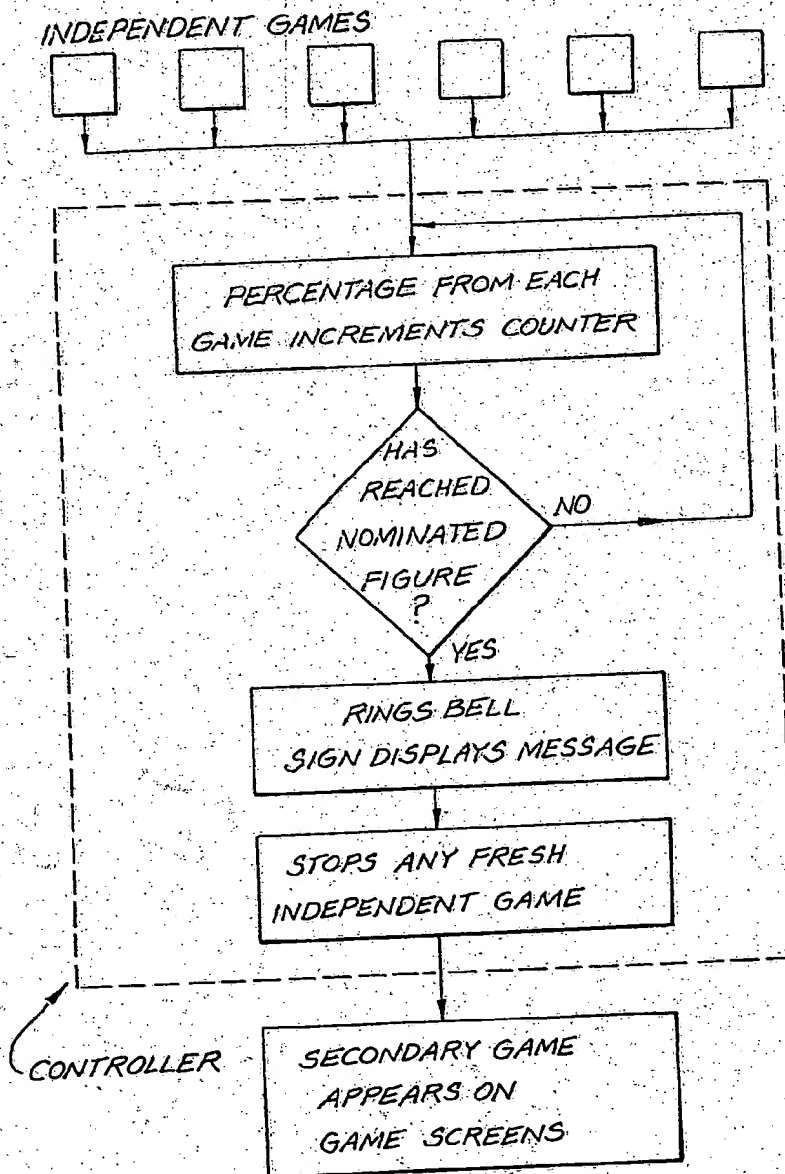 INDEPENDENT GAMES
PERCENTAGE FROM EACH
GAME INCREMENTS COUNTER
HAS
REACHED
NOMINATED
FIGURE
?
NO
YES
RINGS BELL
SIGN DISPLAYS MESSAGE
STOPS ANY FRESH
INDEPENDENT GAME
CONTROLLER
SECONDARY GAME
APPEARS ON
GAME SCREENS